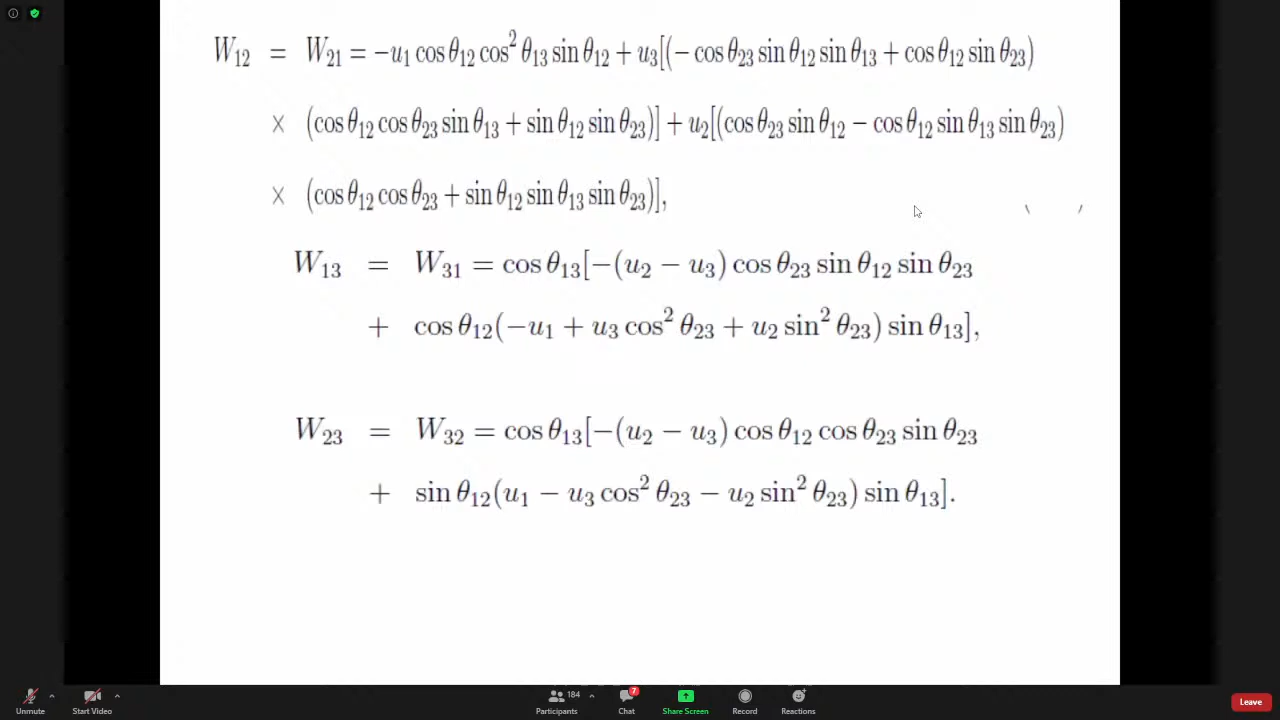 W₁₂ = W₂₁ = −u₁ cos θ₁₂ cos² θ₁₃ sin θ₁₂ + u₃[(− cos θ₂₃ sin θ₁₂ sin θ₁₃ + cos θ₁₂ sin θ₂₃)
× (cos θ₁₂ cos θ₂₃ sin θ₁₃ + sin θ₁₂ sin θ₂₃)] + u₂[(cos θ₂₃ sin θ₁₂ − cos θ₁₂ sin θ₁₃ sin θ₂₃)
× (cos θ₁₂ cos θ₂₃ + sin θ₁₂ sin θ₁₃ sin θ₂₃)],
W₁₃ = W₃₁ = cos θ₁₃[−(u₂ − u₃) cos θ₂₃ sin θ₁₂ sin θ₂₃
+ cos θ₁₂(−u₁ + u₃ cos² θ₂₃ + u₂ sin² θ₂₃) sin θ₁₃],
W₂₃ = W₃₂ = cos θ₁₃[−(u₂ − u₃) cos θ₁₂ cos θ₂₃ sin θ₂₃
+ sin θ₁₂(u₁ − u₃ cos² θ₂₃ − u₂ sin² θ₂₃) sin θ₁₃].
184 7
Unmute Start Video Participants Chat Share Screen Record Reactions Leave